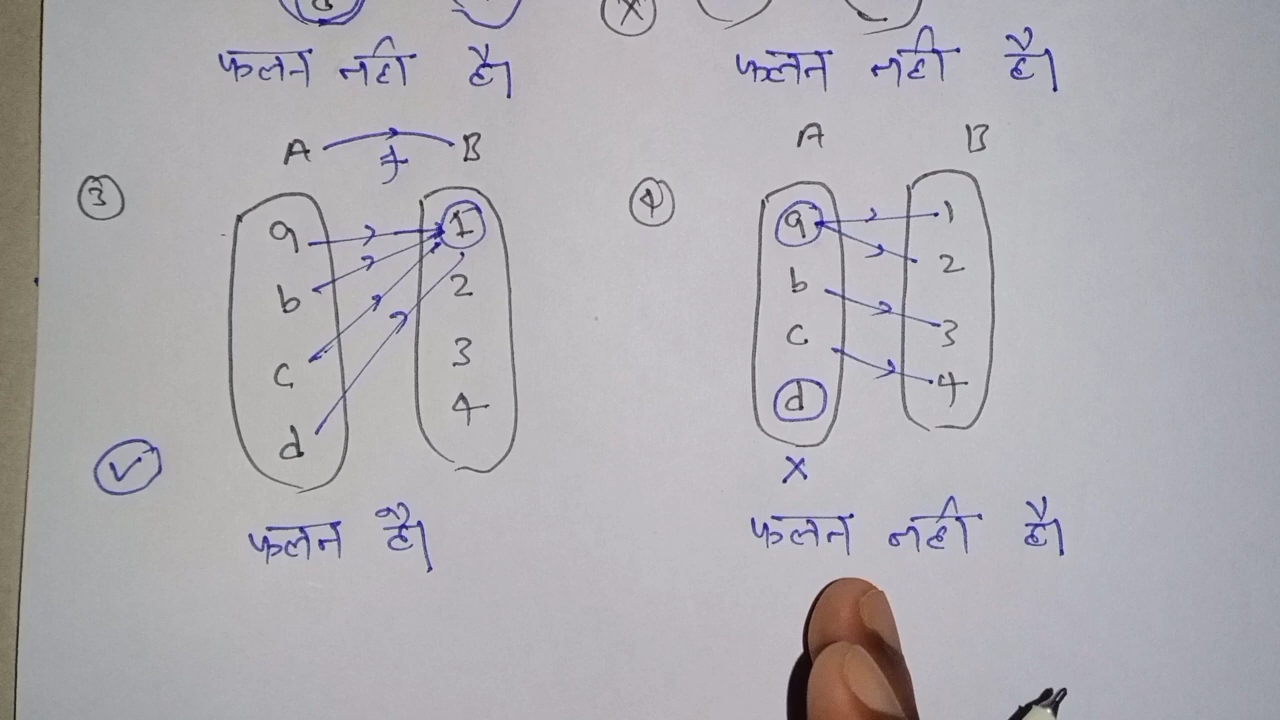 फलन नहीं है।
फलन नहीं है।
A f B
③
a 1
b 2
c 3
d 4
✓
फलन है।
A B
④
a 1
b 2
c 3
d 4
X
फलन नहीं है।